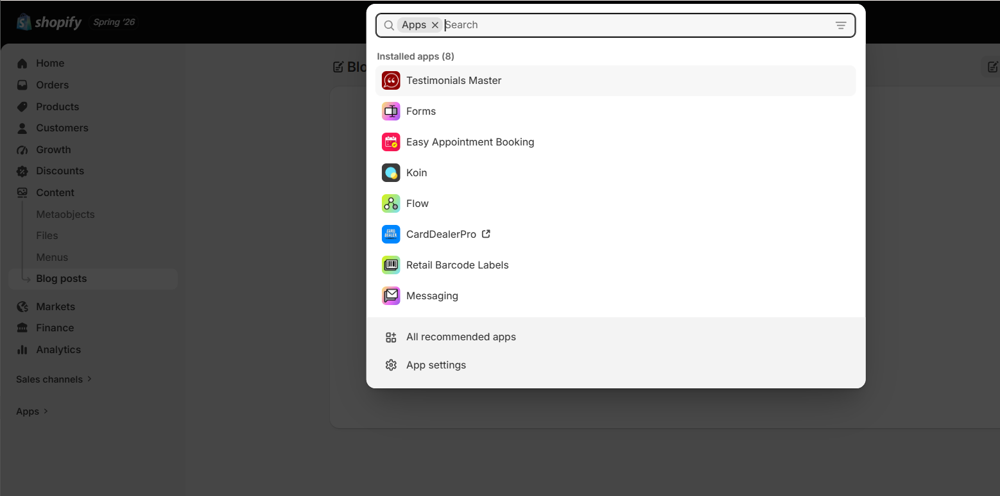 shopify Spring '26
Apps Search
Home
Orders
Products
Customers
Growth
Discounts
Content
Metaobjects
Files
Menus
Blog posts
Markets
Finance
Analytics
Sales channels
Apps
Blo
Installed apps (8)
Testimonials Master
Forms
Easy Appointment Booking
Koin
Flow
CARD
DEALER
CardDealerPro
Retail Barcode Labels
Messaging
All recommended apps
App settings